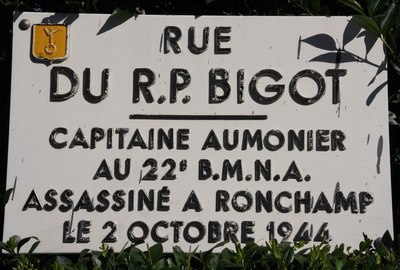 RUE
DU R.P. BIGOT
CAPITAINE AUMONIER
AU 22E B.M.N.A.
ASSASSINÉ A RONCHAMP
LE 2 OCTOBRE 1944